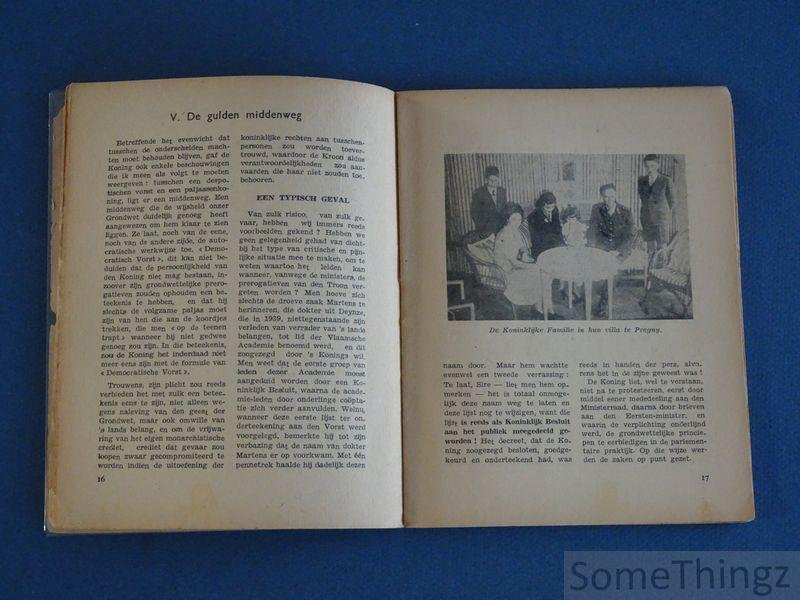 V. De gulden middenweg
Betreffende het evenwicht dat
tusschen de onderscheiden mach-
ten moet behouden blijven, gaf de
Koning ook enkele beschouwingen
die ik meen als volgt te moeten
weergeven : tusschen een despo-
tischen vorst en een paljassenko-
ning, ligt er een middenweg. Een
middenweg die de wijsheid onzer
Grondwet duidelijk genoeg heeft
aangewezen om hem klaar te zien
liggen. Ze laat, noch van de eene,
noch van de andere zijde, de auto-
cratische werkwijze toe. « Demo-
cratisch Vorst », dit kan niet be-
duiden dat de persoonlijkheid van
den Koning niet mag bestaan, in-
zoover zijn grondwettelijke prero-
gatieven zouden ophouden een be-
teekenis te hebben, en dat hij
slechts de volgzame paljas moet
zijn van hen die aan de koordjes
trekken, die men « op de teenen
trapt » wanneer hij niet gedwee
genoeg zou zijn. In die beteekenis,
zou de Koning het inderdaad niet
meer eens zijn met de formule van
« Democratische Vorst ».
Trouwens, zijn plicht zou reeds
verbieden het met zulk een betee-
kenis eens te zijn, niet alleen we-
gens naleving van den geest der
Grondwet, maar ook omwille van
's lands belang, en om de vrijwa-
ring van het eigen monarchistische
crediet, crediet dat gevaar zou
loopen zwaar gecompromiteerd te
worden indien de uitoefening der
16
koninklijke rechten aan tusschen-
personen zou worden toever-
trouwd, waardoor de Kroon aldus
verantwoordelijkheden zou aan-
vaarden die haar niet zouden toe-
behooren.
EEN TYPISCH GEVAL
Van zulk risico, van zulk ge-
vaar, hebben wij immers reeds
voorbeelden gekend ? Hebben we
geen gelegenheid gehad van dicht-
bij het type van critische en pijn-
lijke situatie mee te maken, om te
weten waartoe het leiden kan
wanneer, vanwege de ministers, de
prerogatieven van den Troon ver-
geten worden ? Men hoeve zich
slechts de droeve zaak Martens te
herinneren, die dokter uit Deynze,
die in 1939, niettegenstaande zijn
verleden van verrader van 's lands
belangen, tot lid der Vlaamsche
Academie benoemd werd, en dit
zoogezegd door 's Konings wil.
Men weet dat de eerste groep van
leden dezer Academie moest
aangeduid worden door een Ko-
ninklijk Besluit, waarna de acade-
mie-leden door onderlinge coöpta-
tie zich verder aanvulden. Welnu,
wanneer deze eerste lijst ter on-
derteekening aan den Vorst werd
voorgelegd, bemerkte hij tot zijn
verbazing dat de naam van dokter
Martens er op voorkwam. Met één
pennetrek haalde hij dadelijk dezen
De Koninklijke Familie in hun villa te Pregny.
naam door. Maar hem wachtte
evenwel een tweede verrassing :
Te laat, Sire — liet men hem op-
merken — het is totaal onmoge-
lijk deze naam weg te laten en
deze lijst nog te wijzigen, want die
lijst is reeds als Koninklijk Besluit
aan het publiek meegedeeld ge-
worden ! Het decreet, dat de Ko-
ning zoogezegd besloten, goedge-
keurd en onderteekend had, was
reeds in handen der pers, alvo-
rens het in de zijne geweest was !
De Koning liet, wel te verstaan,
niet na te protesteeren, eerst door
middel eener mededeeling aan den
Ministerraad, daarna door brieven
aan den Eersten-minister, en
waarin de verplichting onderlijnd
werd, de grondwettelijke princie-
pen te eerbiedigen in de parlemen-
taire praktijk. Op die wijze wer-
den de zaken op punt gezet.
17
SomeThingz